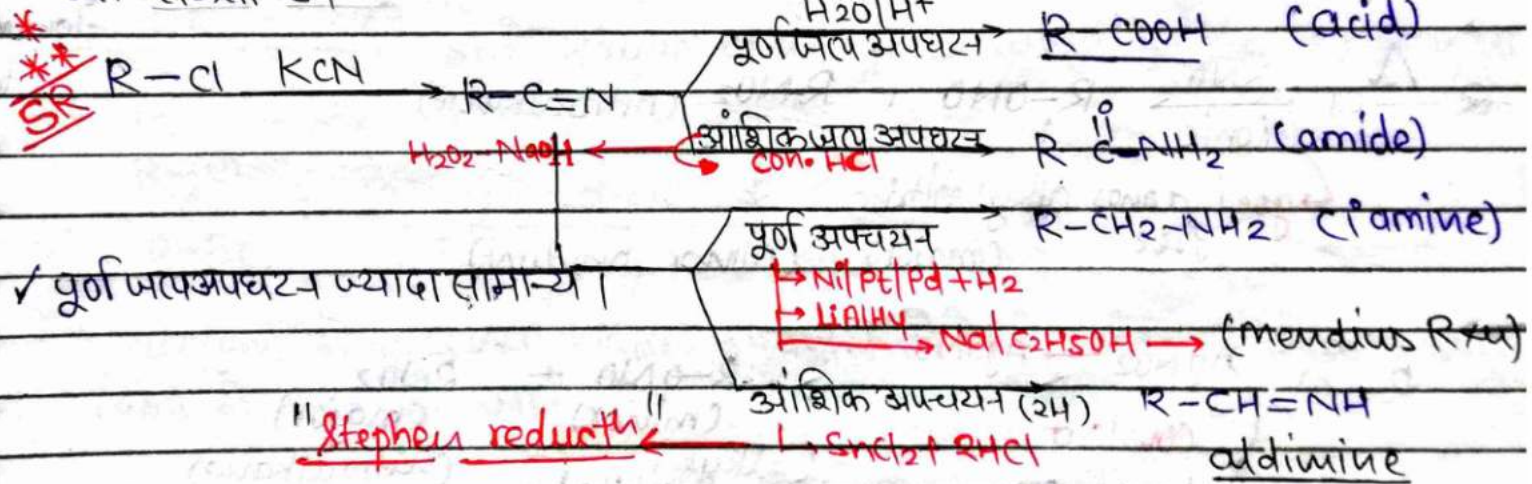 H2O/H+
* पूर्ण जल अपघटन → R-COOH (acid)
** SR R-Cl KCN → R-C≡N
आंशिक जल अपघटन → R-C(=O)-NH2 (amide)
H2O2-NaOH ← con. HCl
पूर्ण अपचयन → R-CH2-NH2 (1° amine)
✓ पूर्ण जल अपघटन ज्यादा सामान्य।
→ Ni/Pt/Pd+H2
→ LiAlH4
→ Na/C2H5OH → (Mendius Rxn)
आंशिक अपचयन (2H) → R-CH=NH
"Stephen reductn" ← → SnCl2+2HCl aldimine